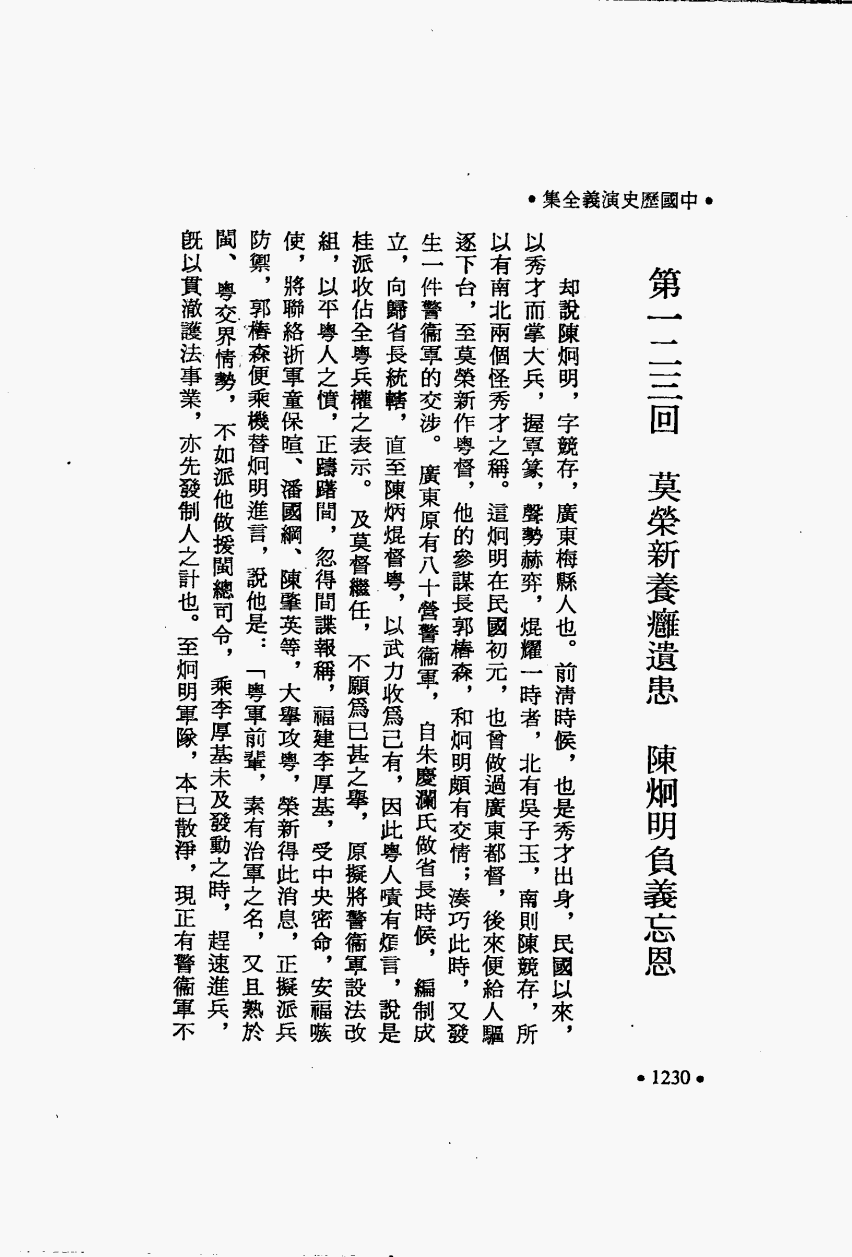 •中國歷史演義全集•
第一二三回　莫榮新養癰遺患　陳炯明負義忘恩
却說陳炯明，字競存，廣東梅縣人也。前清時候，也是秀才出身，民國以來，
以秀才而掌大兵，握軍篆，聲勢赫弈，焜耀一時者，北有吳子玉，南則陳競存，所
以有南北兩個怪秀才之稱。這炯明在民國初元，也曾做過廣東都督，後來便給人驅
逐下台，至莫榮新作粵督，他的參謀長郭椿森，和炯明頗有交情；湊巧此時，又發
生一件警衞軍的交涉。廣東原有八十營警衞軍，自朱慶瀾氏做省長時候，編制成
立，向歸省長統轄，直至陳炳焜督粵，以武力收爲己有，因此粵人嘖有煩言，說是
桂派收佔全粵兵權之表示。及莫督繼任，不願爲已甚之舉，原擬將警衞軍設法改
組，以平粵人之憤，正躊躇間，忽得間諜報稱，福建李厚基，受中央密命，安福嗾
使，將聯絡浙軍童保暄、潘國綱、陳肇英等，大舉攻粵，榮新得此消息，正擬派兵
防禦，郭椿森便乘機替炯明進言，說他是：「粵軍前輩，素有治軍之名，又且熟於
閩、粵交界情勢，不如派他做援閩總司令，乘李厚基未及發動之時，趕速進兵，
旣以貫澈護法事業，亦先發制人之計也。至炯明軍隊，本已散淨，現正有警衞軍不
•1230•